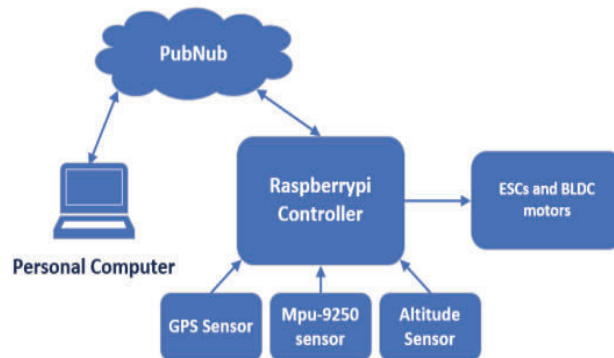 PubNub
Raspberrypi
Controller
ESCs and BLDC
motors
Personal Computer
GPS Sensor
Mpu-9250
sensor
Altitude
Sensor